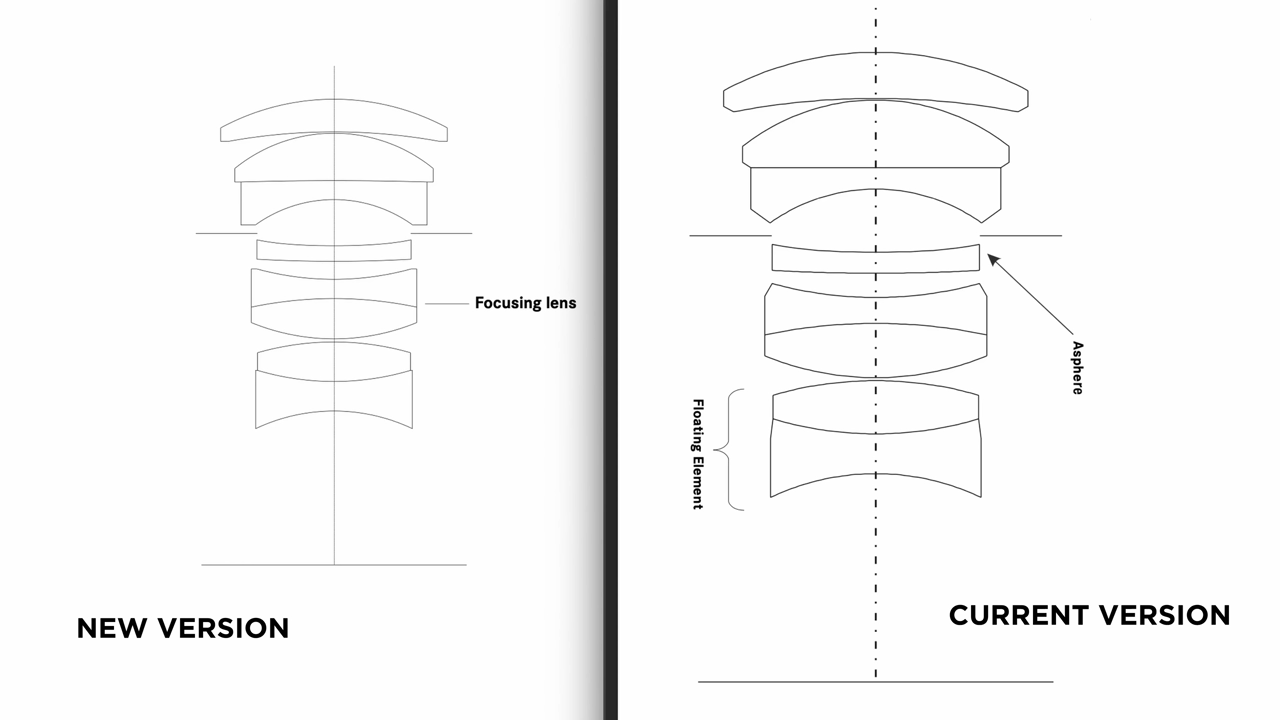 Focusing lens
NEW VERSION
Asphere
Floating Element
CURRENT VERSION